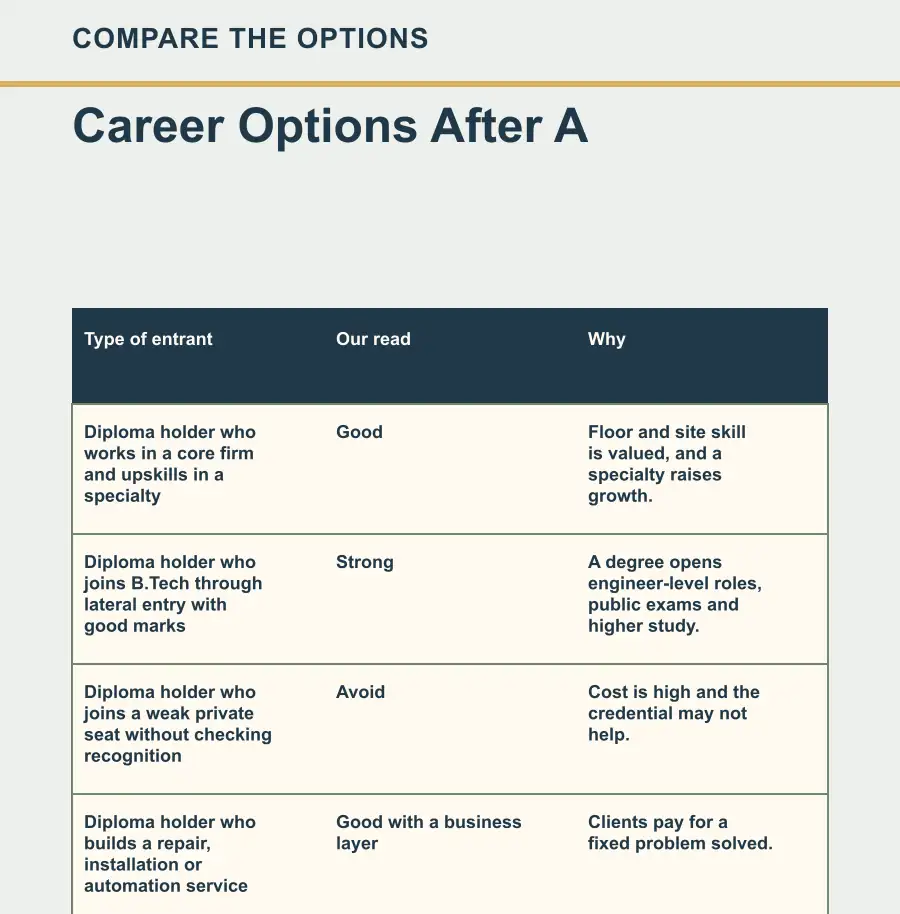 COMPARE THE OPTIONS
Career Options After A
Type of entrant
Our read
Why
Diploma holder who
works in a core firm
and upskills in a
specialty
Good
Floor and site skill
is valued, and a
specialty raises
growth.
Diploma holder who
joins B.Tech through
lateral entry with
good marks
Strong
A degree opens
engineer-level roles,
public exams and
higher study.
Diploma holder who
joins a weak private
seat without checking
recognition
Avoid
Cost is high and the
credential may not
help.
Diploma holder who
builds a repair,
installation or
automation service
Good with a business
layer
Clients pay for a
fixed problem solved.